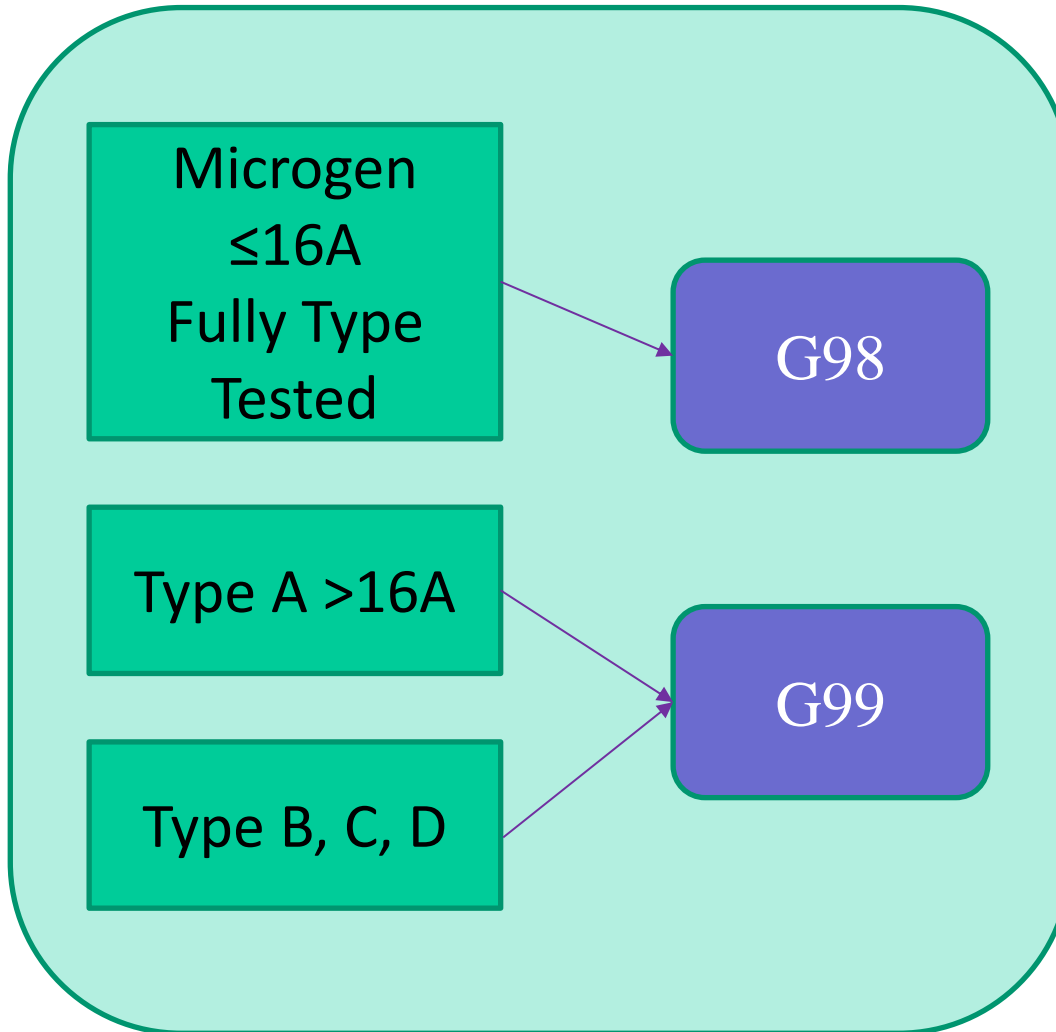 Microgen
≤16A
Fully Type
Tested
G98
Type A >16A
G99
Type B, C, D